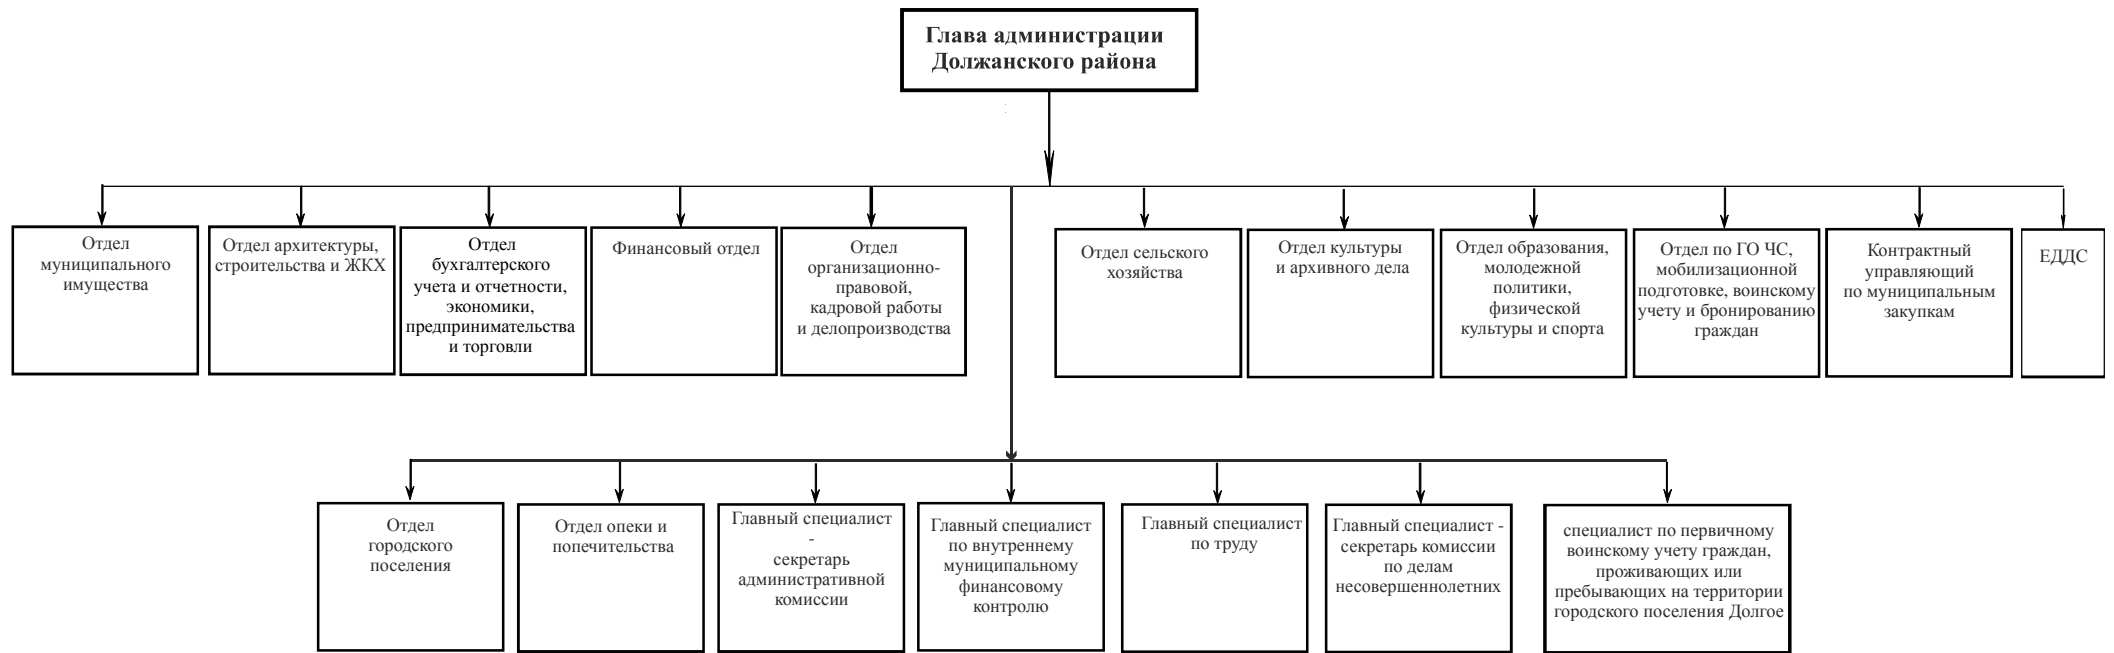 Глава администрации
Должанского района
Отдел
муниципального
имущества
Отдел архитектуры,
строительства и ЖКХ
Отдел
бухгалтерского
учета и отчетности,
экономики,
предпринимательства
и торговли
Финансовый отдел
Отдел
организационно-
правовой,
кадровой работы
и делопроизводства
Отдел сельского
хозяйства
Отдел культуры
и архивного дела
Отдел образования,
молодежной
политики,
физической
культуры и спорта
Отдел по ГО ЧС,
мобилизационной
подготовке, воинскому
учету и бронированию
граждан
Контрактный
управляющий
по муниципальным
закупкам
ЕДДС
Отдел
городского
поселения
Отдел опеки и
попечительства
Главный специалист
-
секретарь
административной
комиссии
Главный специалист
по внутреннему
муниципальному
финансовому
контролю
Главный специалист
по труду
Главный специалист -
секретарь комиссии
по делам
несовершеннолетних
специалист по первичному
воинскому учету граждан,
проживающих или
пребывающих на территории
городского поселения Долгое